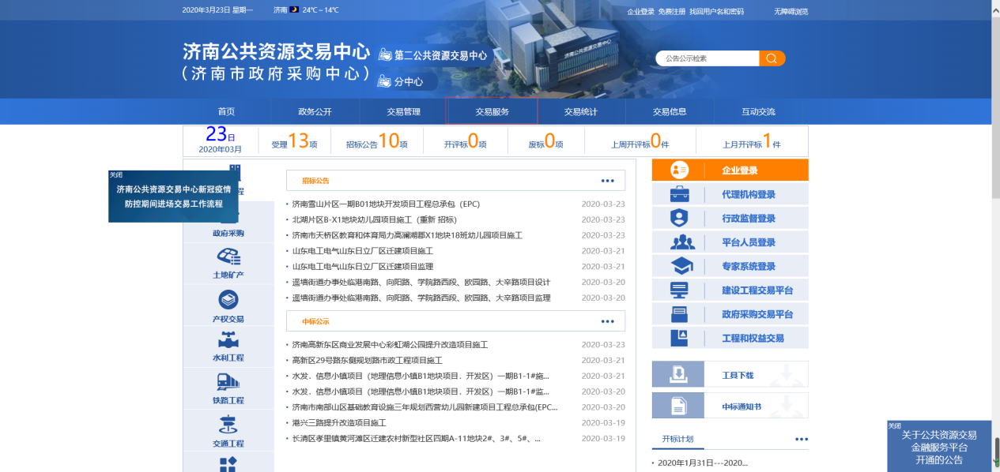 2020年3月23日 星期一 济南 24℃~14℃
企业登录 免费注册 找回用户名和密码 无障碍浏览
济南公共资源交易中心
(济南市政府采购中心)
第二公共资源交易中心
分中心
公告公示检索
首页 政务公开 交易管理 交易服务 交易统计 交易信息 互动交流
23日
2020年03月
受理13项
招标公告10项
开评标0项
废标0项
上周开评标0件
上月开评标1件
关闭
济南公共资源交易中心新冠疫情
防控期间进场交易工作流程
程
政府采购
土地矿产
产权交易
水利工程
铁路工程
交通工程
招标公告
济南雪山片区一期B01地块开发项目工程总承包(EPC) 2020-03-23
北湖片区B-X1地块幼儿园项目施工(重新 招标) 2020-03-23
济南市天桥区教育和体育局力高澜湖郡X1地块18班幼儿园项目施工 2020-03-23
山东电工电气山东日立厂区迁建项目施工 2020-03-21
山东电工电气山东日立厂区迁建项目监理 2020-03-21
遥墙街道办事处临港南路、向阳路、学院路西段、欧园路、大辛路项目设计 2020-03-20
遥墙街道办事处临港南路、向阳路、学院路西段、欧园路、大辛路项目监理 2020-03-20
中标公示
济南高新东区商业发展中心彩虹湖公园提升改造项目施工 2020-03-23
高新区29号路东侧规划路市政工程项目施工 2020-03-21
水发．信息小镇项目（地理信息小镇B1地块项目．开发区）一期B1-1#施... 2020-03-21
水发．信息小镇项目（地理信息小镇B1地块项目．开发区）一期B1-1#监... 2020-03-20
济南市南部山区基础教育设施三年规划西营幼儿园新建项目工程总承包(EPC... 2020-03-20
港兴三路提升改造项目施工 2020-03-19
长清区孝里镇黄河滩区迁建农村新型社区四期A-11地块2#、3#、5#、... 2020-03-19
企业登录
代理机构登录
行政监督登录
平台人员登录
专家系统登录
建设工程交易平台
政府采购交易平台
工程和权益交易
工具下载
中标通知书
开标计划
2020年1月31日---2020...
关闭
关于公共资源交易
金融服务平台
开通的公告